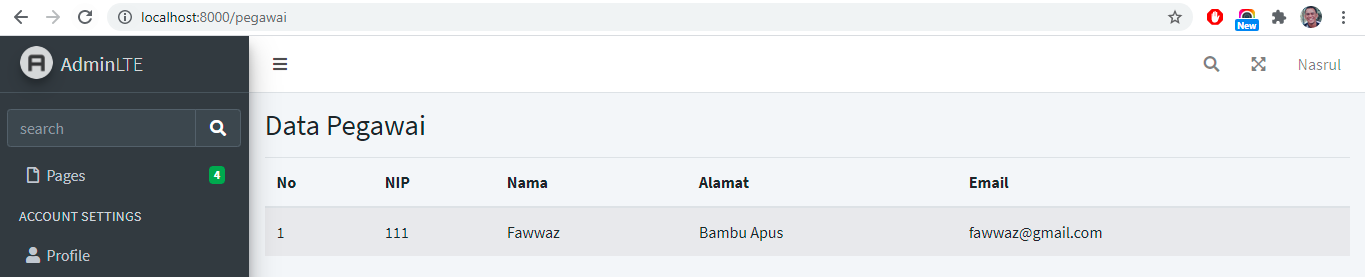 localhost:8000/pegawai
New
AdminLTE
Nasrul
search
Data Pegawai
Pages 4
No NIP Nama Alamat Email
ACCOUNT SETTINGS
1 111 Fawwaz Bambu Apus fawwaz@gmail.com
Profile